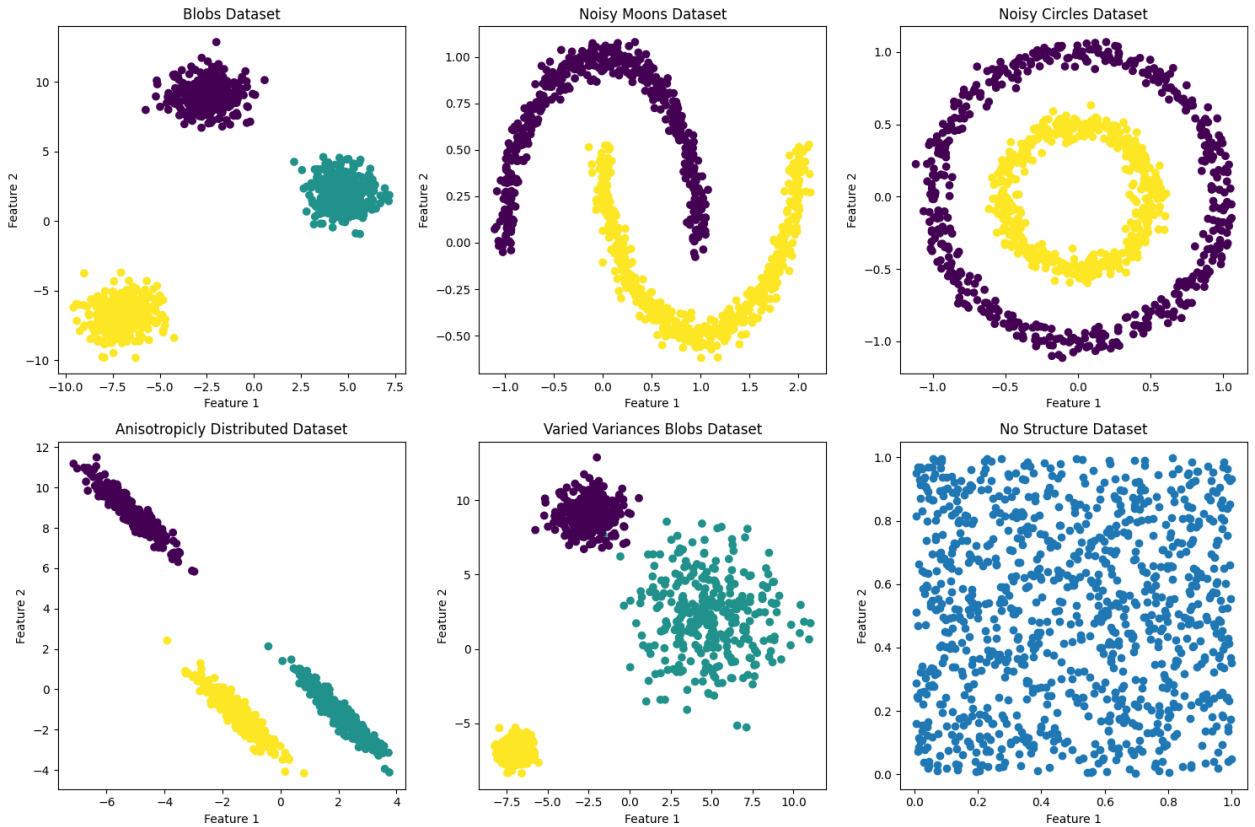 Blobs Dataset
Feature 2
10
5
0
−5
−10
−10.0 −7.5 −5.0 −2.5 0.0 2.5 5.0 7.5
Feature 1
Noisy Moons Dataset
Feature 2
1.00
0.75
0.50
0.25
0.00
−0.25
−0.50
−1.0 −0.5 0.0 0.5 1.0 1.5 2.0
Feature 1
Noisy Circles Dataset
Feature 2
1.0
0.5
0.0
−0.5
−1.0
−1.0 −0.5 0.0 0.5 1.0
Feature 1
Anisotropicly Distributed Dataset
Feature 2
12
10
8
6
4
2
0
−2
−4
−6 −4 −2 0 2 4
Feature 1
Varied Variances Blobs Dataset
Feature 2
10
5
0
−5
−7.5 −5.0 −2.5 0.0 2.5 5.0 7.5 10.0
Feature 1
No Structure Dataset
Feature 2
1.0
0.8
0.6
0.4
0.2
0.0
0.0 0.2 0.4 0.6 0.8 1.0
Feature 1